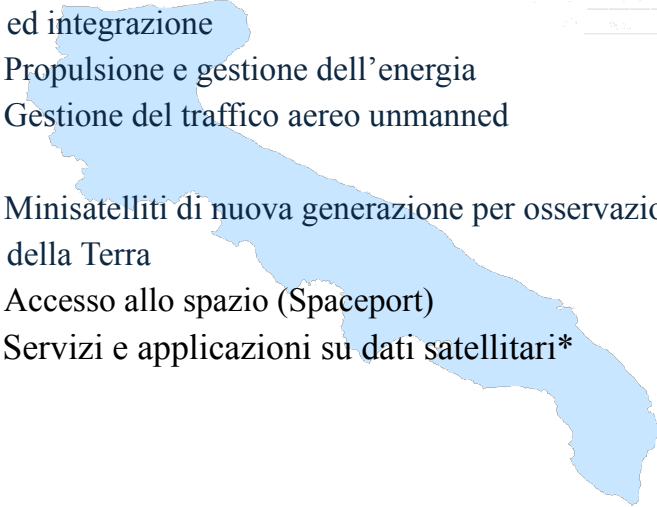 ed integrazione
Propulsione e gestione dell’energia
Gestione del traffico aereo unmanned
Minisatelliti di nuova generazione per osservazio
della Terra
Accesso allo spazio (Spaceport)
Servizi e applicazioni su dati satellitari*